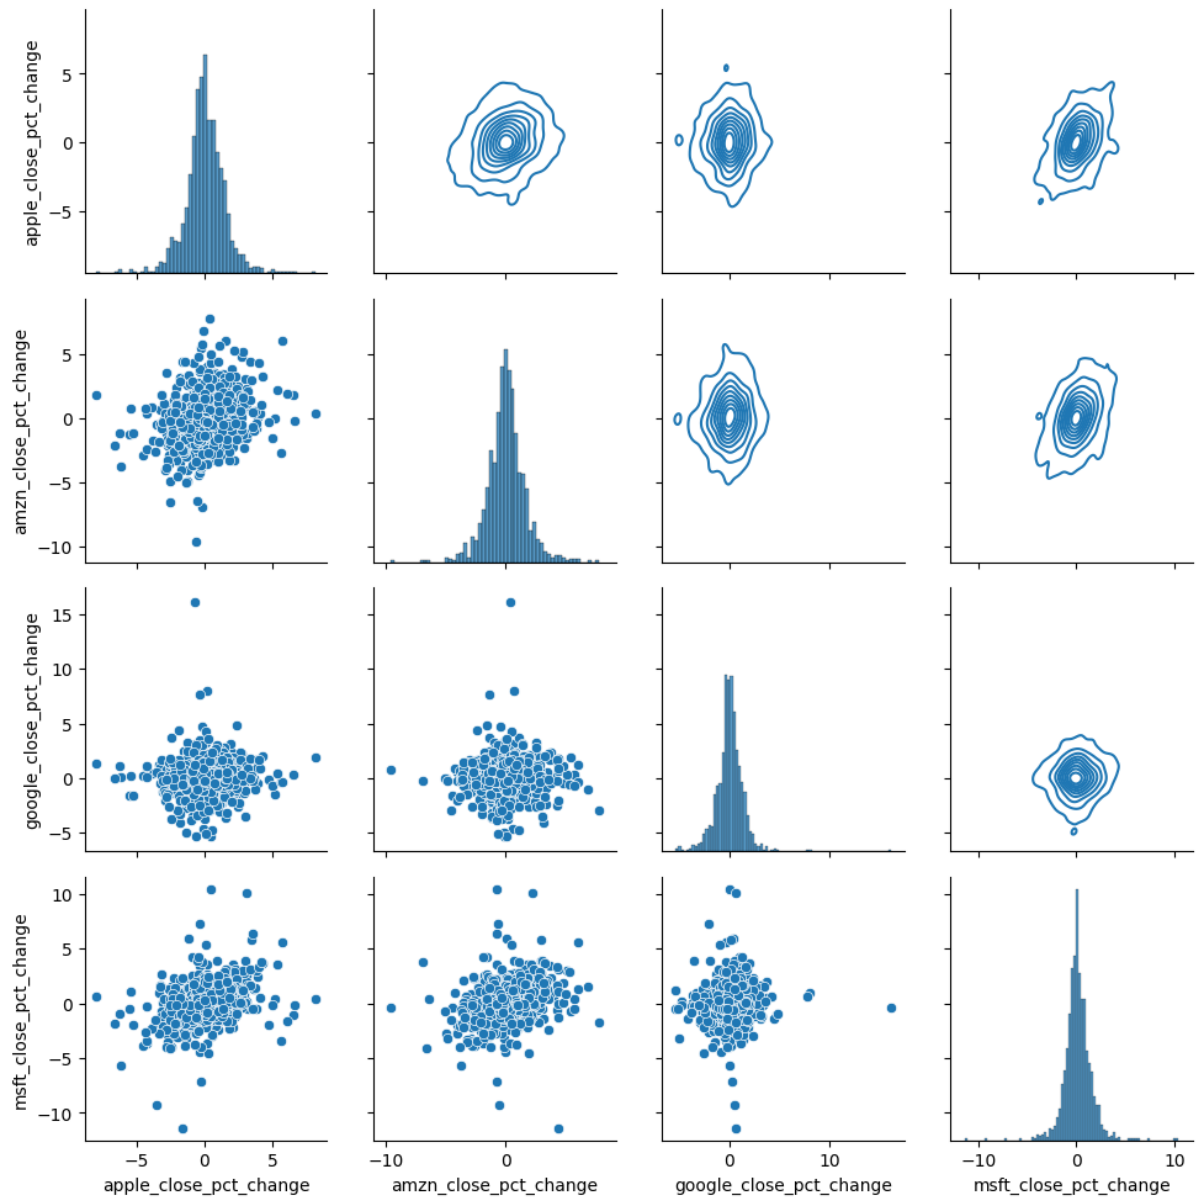 apple_close_pct_change
5
0
−5
amzn_close_pct_change
5
0
−5
−10
google_close_pct_change
15
10
5
0
−5
msft_close_pct_change
10
5
0
−5
−10
−5 0 5
−10 0
0 10
−10 0 10
apple_close_pct_change
amzn_close_pct_change
google_close_pct_change
msft_close_pct_change